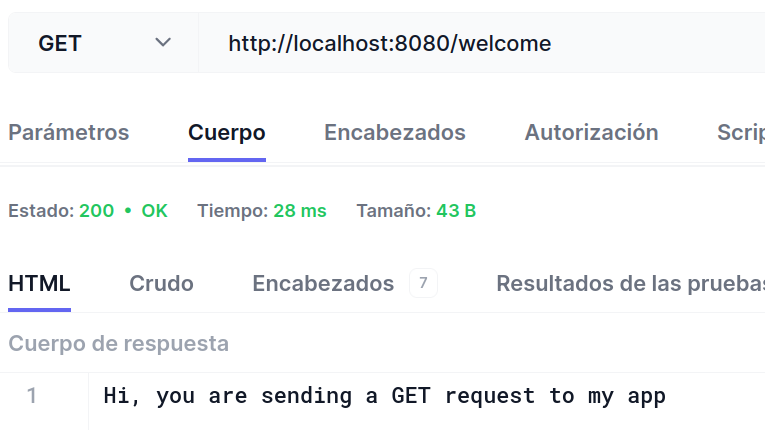 GET http://localhost:8080/welcome
Parámetros Cuerpo Encabezados Autorización Scrip
Estado: 200 • OK Tiempo: 28 ms Tamaño: 43 B
HTML Crudo Encabezados 7 Resultados de las pruebas
Cuerpo de respuesta
1 Hi, you are sending a GET request to my app